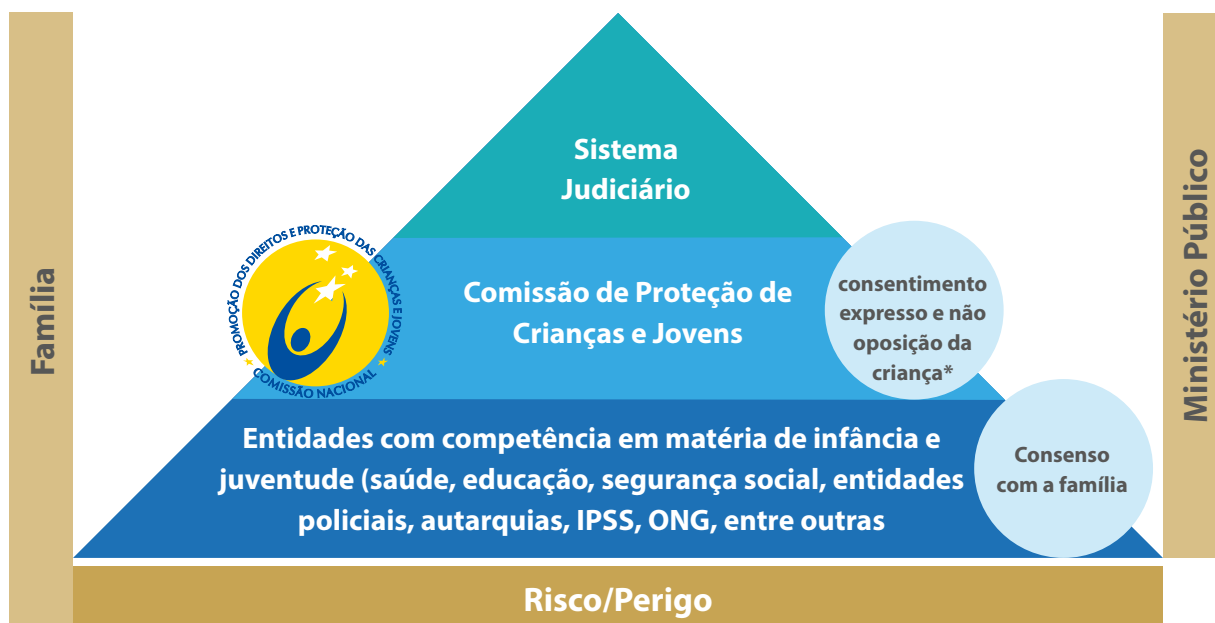 Família
Sistema
Judiciário
Ministério Público
PROMOÇÃO DOS DIREITOS E PROTEÇÃO DAS CRIANÇAS E JOVENS
COMISSÃO NACIONAL
Comissão de Proteção de
Crianças e Jovens
consentimento
expresso e não
oposição da
criança*
Entidades com competência em matéria de infância e
juventude (saúde, educação, segurança social, entidades
policiais, autarquias, IPSS, ONG, entre outras
Consenso
com a família
Risco/Perigo